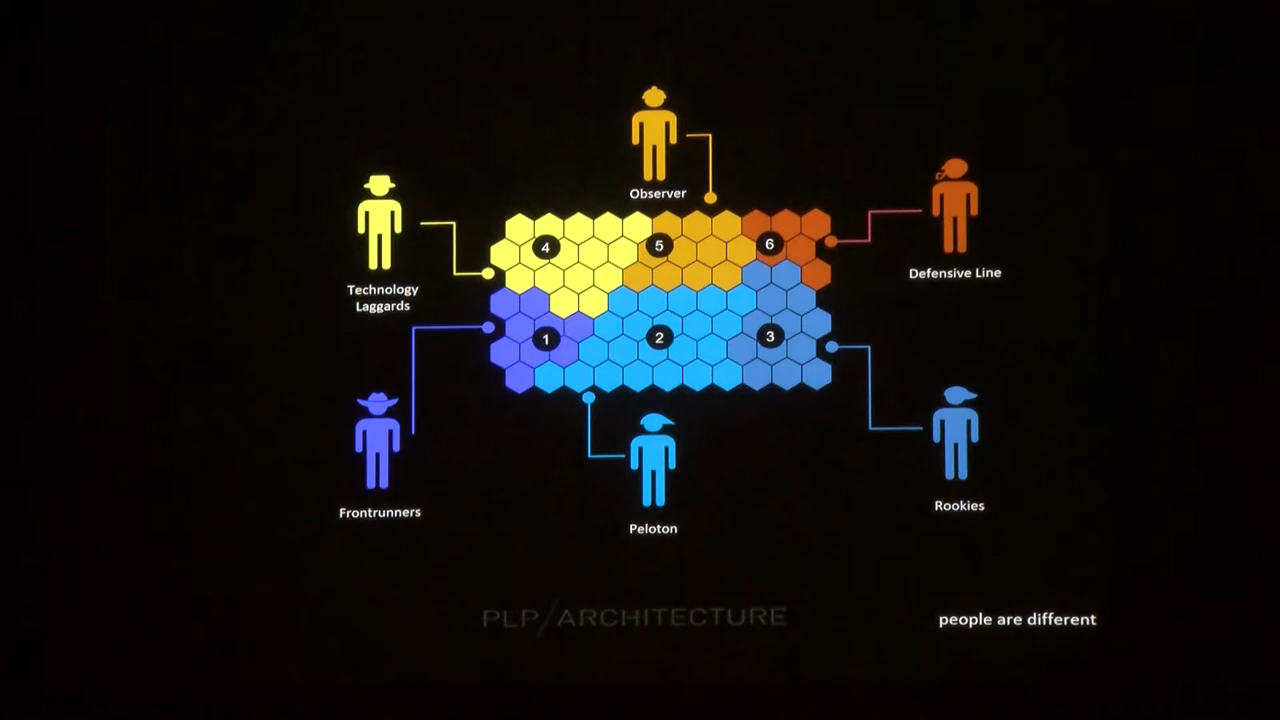 Observer
Technology
Laggards
4
5
6
Defensive Line
1
2
3
Frontrunners
Peloton
Rookies
PLP/ARCHITECTURE
people are different